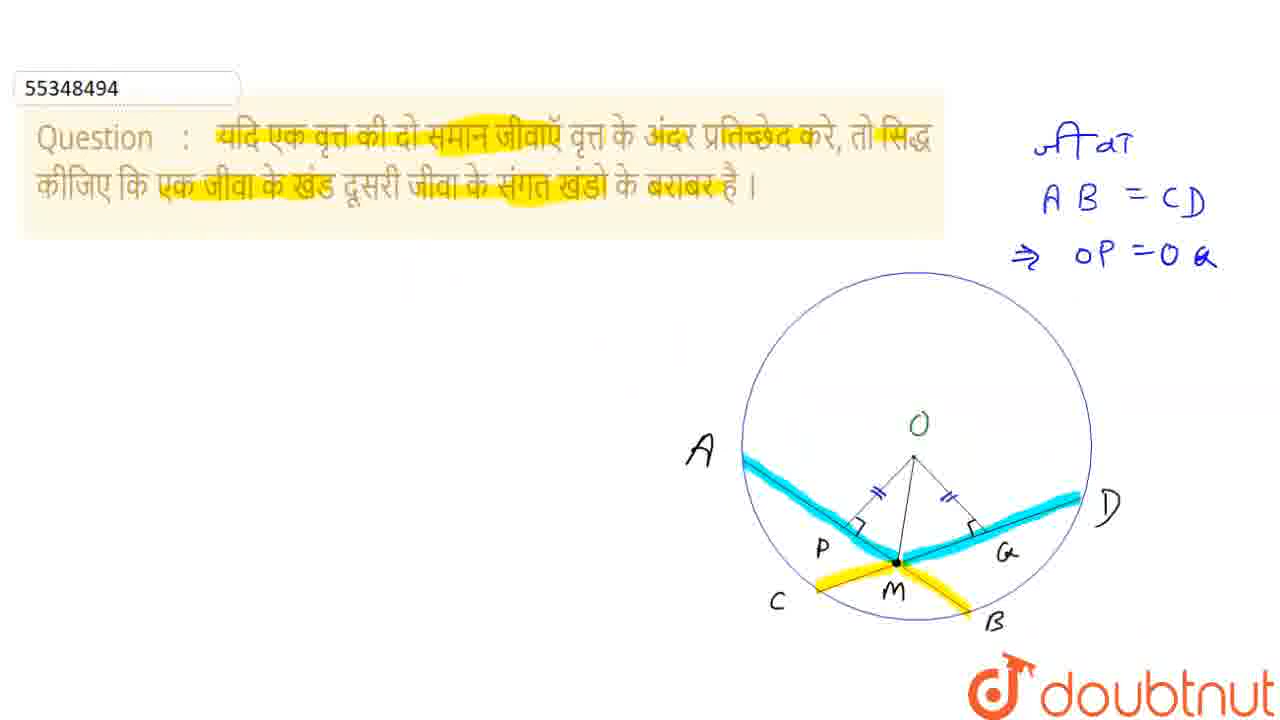 55348494
Question : यदि एक वृत्त की दो समान जीवाऍ वृत्त के अंदर प्रतिच्छेद करे, तो सिद्ध
कीजिए कि एक जीवा के खंड दूसरी जीवा के संगत खंडो के बराबर है ।
जीवा
AB = CD
⇒ OP = OQ
O
A
D
P
Q
C
M
B
doubtnut